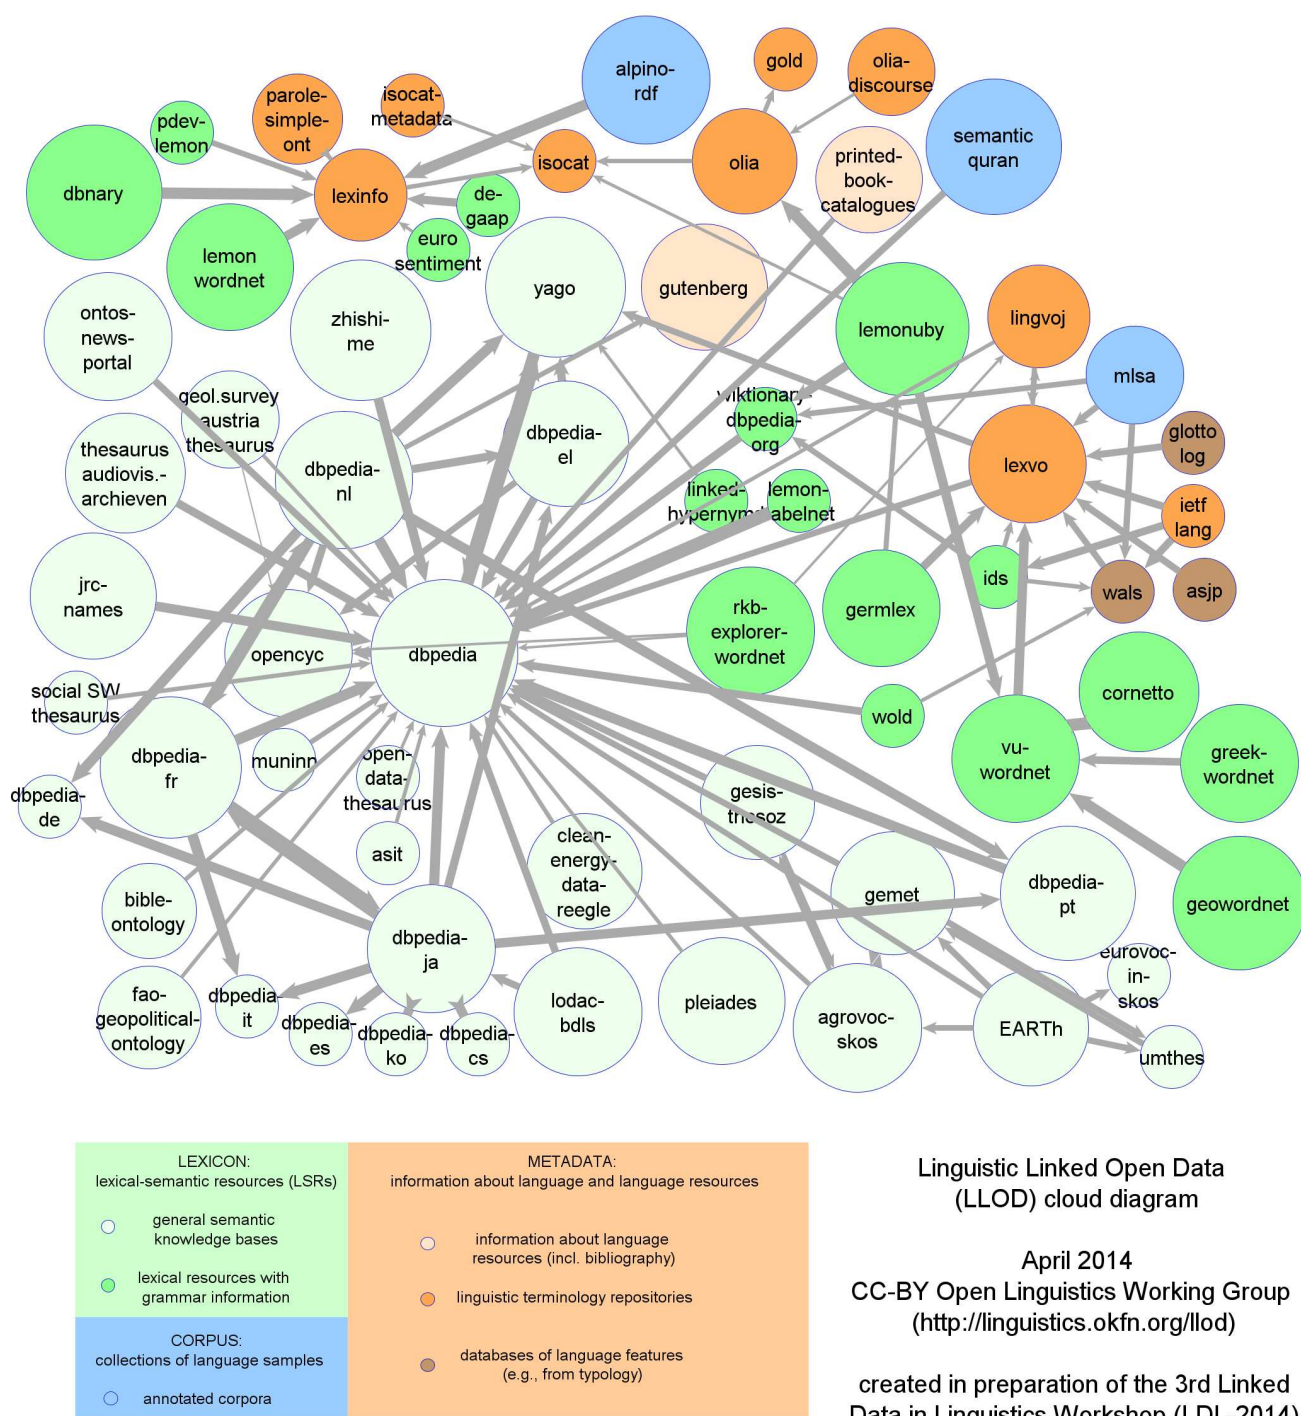 alpino-
rdf
gold
olia-
discourse
parole-
simple-
ont
isocat-
metadata
pdev-
lemon
semantic
quran
printed-
book-
catalogues
isocat
olia
dbnary
lexinfo
de-
gaap
euro
sentiment
lemon
wordnet
yago
gutenberg
ontos-
news-
portal
zhishi-
me
lemonuby
lingvoj
mlsa
geol.survey
austria
thesaurus
wiktionary-
dbpedia-
org
thesaurus
audiovis.-
archieven
dbpedia-
nl
dbpedia-
el
lexvo
glotto
log
linked-
lemon-
ietf
lang
jrc-
names
ids
wals
asjp
rkb-
explorer-
wordnet
germlex
opencyc
dbpedia
social SW
thesaurus
wold
cornetto
dbpedia-
fr
muninn
open-
data-
thesaurus
vu-
wordnet
greek-
wordnet
dbpedia-
de
gesis-
thesoz
asit
clean-
energy-
data-
reegle
bible-
ontology
gemet
dbpedia-
pt
geowordnet
dbpedia-
ja
eurovoc-
in-
skos
fao-
geopolitical-
ontology
dbpedia-
it
dbpedia-
es
dbpedia-
ko
dbpedia-
cs
lodac-
bdls
pleiades
agrovoc-
skos
EARTh
umthes
LEXICON:
lexical-semantic resources (LSRs)
general semantic
knowledge bases
lexical resources with
grammar information
CORPUS:
collections of language samples
annotated corpora
METADATA:
information about language and language resources
information about language
resources (incl. bibliography)
linguistic terminology repositories
databases of language features
(e.g., from typology)
Linguistic Linked Open Data
(LLOD) cloud diagram
April 2014
CC-BY Open Linguistics Working Group
(http://linguistics.okfn.org/llod)
created in preparation of the 3rd Linked
Data in Linguistics Workshop (LDL-2014)